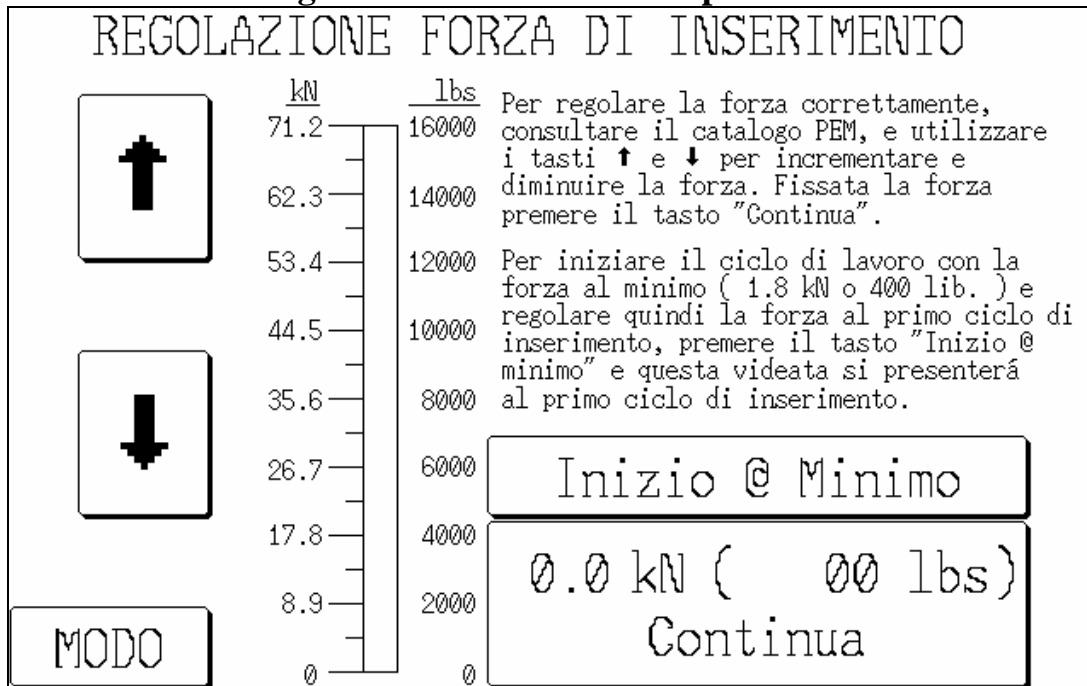 REGOLAZIONE FORZA DI INSERIMENTO
kN lbs
71.2 16000
62.3 14000
53.4 12000
44.5 10000
35.6 8000
26.7 6000
17.8 4000
8.9 2000
0 0
Per regolare la forza correttamente,
consultare il catalogo PEM, e utilizzare
i tasti ⬆ e ⬇ per incrementare e
diminuire la forza. Fissata la forza
premere il tasto "Continua".
Per iniziare il ciclo di lavoro con la
forza al minimo ( 1.8 kN o 400 lib. ) e
regolare quindi la forza al primo ciclo di
inserimento, premere il tasto "Inizio @
minimo" e questa videata si presenterá
al primo ciclo di inserimento.
Inizio @ Minimo
0.0 kN ( 00 lbs)
Continua
MODO